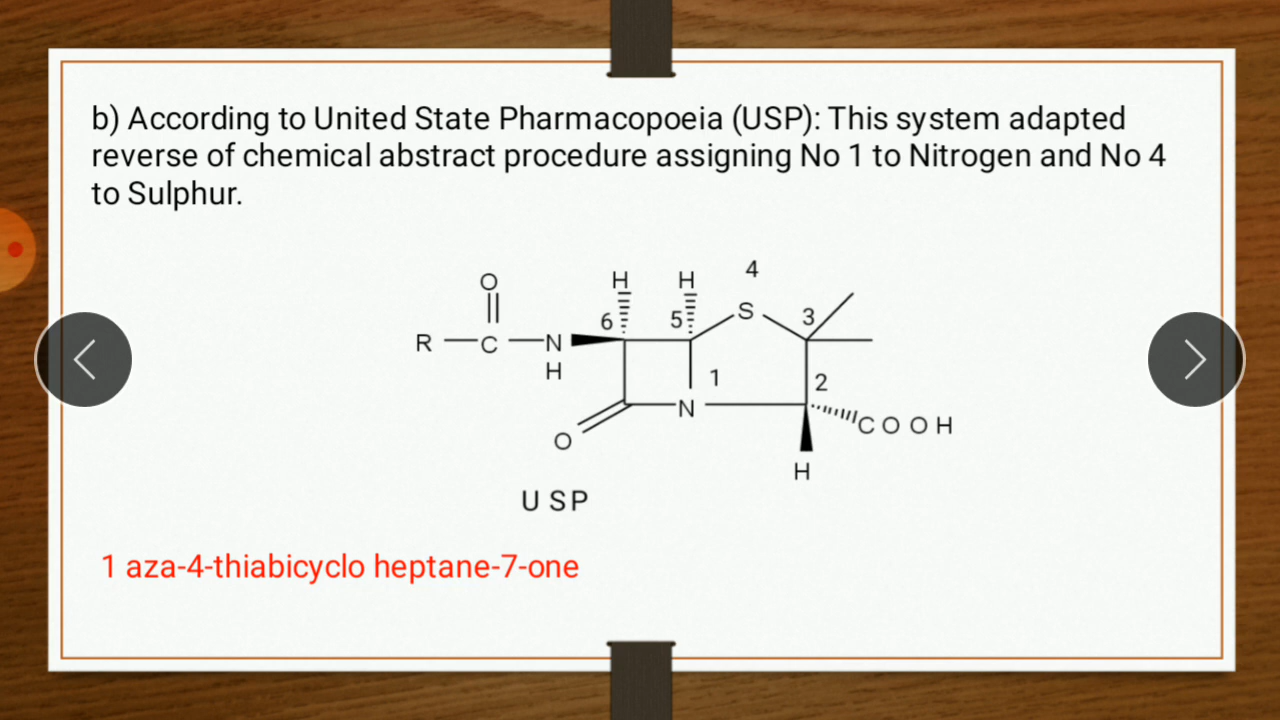 b) According to United State Pharmacopoeia (USP): This system adapted
reverse of chemical abstract procedure assigning No 1 to Nitrogen and No 4
to Sulphur.
4
O H H
6 5 S 3
R C N
H 1 2
N COOH
O
H
USP
1 aza-4-thiabicyclo heptane-7-one